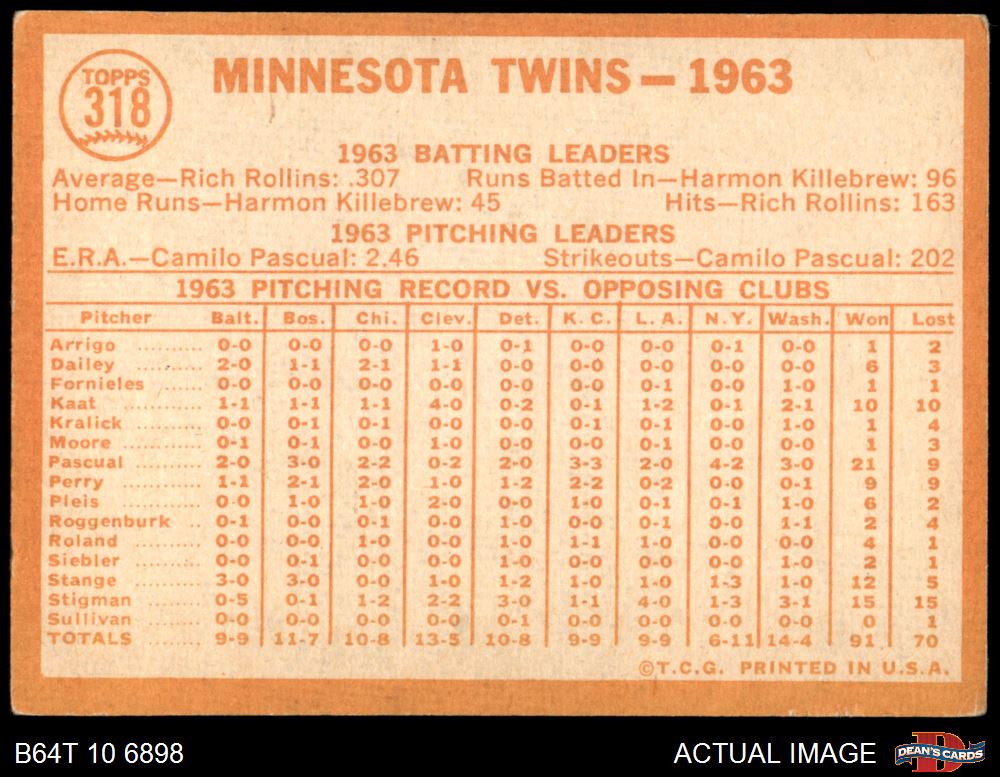 TOPPS
318
MINNESOTA TWINS — 1963
1963 BATTING LEADERS
Average—Rich Rollins: .307 Runs Batted In—Harmon Killebrew: 96
Home Runs—Harmon Killebrew: 45 Hits—Rich Rollins: 163
1963 PITCHING LEADERS
E.R.A.—Camilo Pascual: 2.46 Strikeouts—Camilo Pascual: 202
1963 PITCHING RECORD VS. OPPOSING CLUBS
Pitcher Balt. Bos. Chi. Clev. Det. K. C. L. A. N.Y. Wash. Won Lost
Arrigo .......... 0-0 0-0 0-0 1-0 0-1 0-0 0-0 0-1 0-0 1 2
Dailey .......... 2-0 1-1 2-1 1-1 0-0 0-0 0-0 0-0 0-0 6 3
Fornieles ...... 0-0 0-0 0-0 0-0 0-0 0-0 0-1 0-0 1-0 1 1
Kaat .............. 1-1 1-1 1-1 4-0 0-2 0-1 1-2 0-1 2-1 10 10
Kralick .......... 0-0 0-1 0-1 0-0 0-0 0-1 0-1 0-0 1-0 1 4
Moore ........... 0-1 0-1 0-0 1-0 0-0 0-0 0-1 0-0 0-0 1 3
Pascual .......... 2-0 3-0 2-2 0-2 2-0 3-3 2-0 4-2 3-0 21 9
Perry ............ 1-1 2-1 2-0 1-0 1-2 2-2 0-2 0-0 0-1 9 9
Pleis .............. 0-0 1-0 1-0 2-0 0-0 1-0 0-1 0-1 1-0 6 2
Roggenburk .. 0-1 0-0 0-1 0-0 1-0 0-0 0-1 0-0 1-1 2 4
Roland .......... 0-0 0-0 1-0 0-0 1-0 1-1 1-0 0-0 0-0 4 1
Siebler .......... 0-0 0-1 0-0 0-0 1-0 0-0 0-0 0-0 1-0 2 1
Stange .......... 3-0 3-0 0-0 1-0 1-2 1-0 1-0 1-3 1-0 12 5
Stigman ........ 0-5 0-1 1-2 2-2 3-0 1-1 4-0 1-3 3-1 15 15
Sullivan ........ 0-0 0-0 0-0 0-0 0-1 0-0 0-0 0-0 0-0 0 1
TOTALS 9-9 11-7 10-8 13-5 10-8 9-9 9-9 6-11 14-4 91 70
©T.C.G. PRINTED IN U.S.A.
B64T 10 6898 ACTUAL IMAGE
DEAN'S CARDS